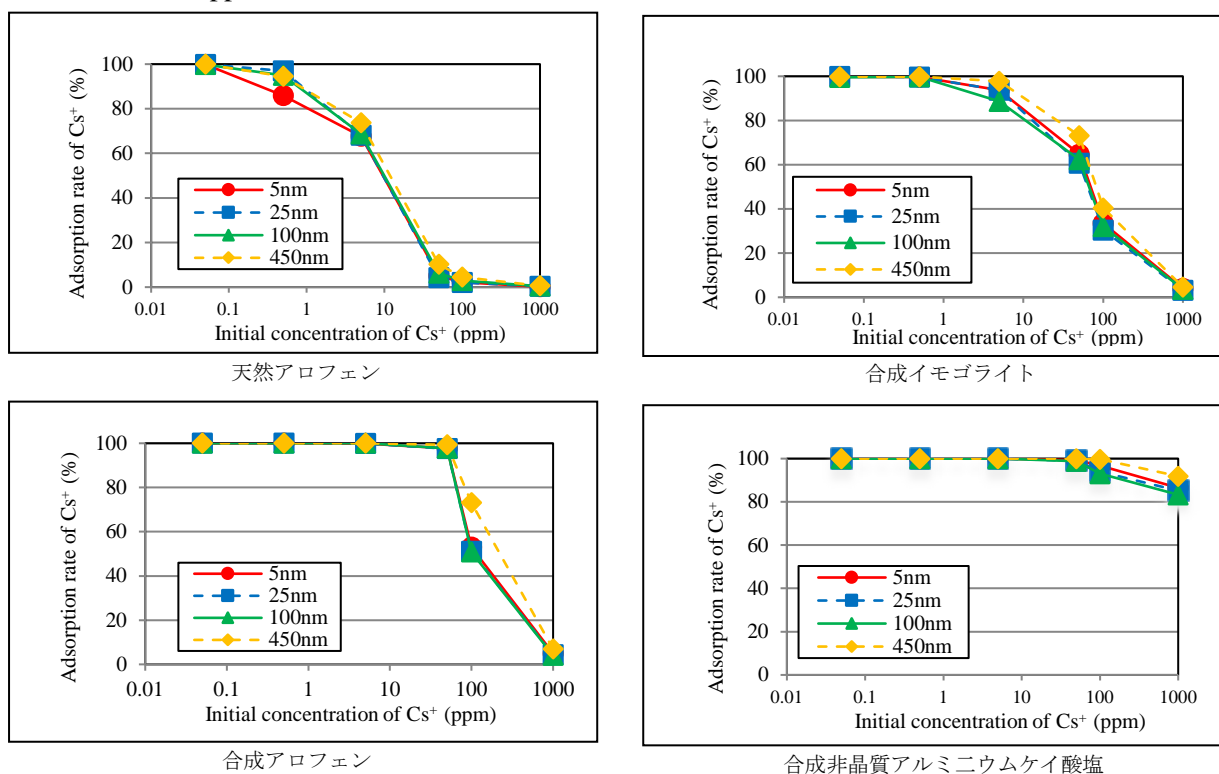 Adsorption rate of Cs⁺ (%)
100
80
60
40
20
0
5nm
25nm
100nm
450nm
0.01 0.1 1 10 100 1000
Initial concentration of Cs⁺ (ppm)
天然アロフェン
Adsorption rate of Cs⁺ (%)
100
80
60
40
20
0
5nm
25nm
100nm
450nm
0.01 0.1 1 10 100 1000
Initial concentration of Cs⁺ (ppm)
合成イモゴライト
Adsorption rate of Cs⁺ (%)
100
80
60
40
20
0
5nm
25nm
100nm
450nm
0.01 0.1 1 10 100 1000
Initial concentration of Cs⁺ (ppm)
合成アロフェン
Adsorption rate of Cs⁺ (%)
100
80
60
40
20
0
5nm
25nm
100nm
450nm
0.01 0.1 1 10 100 1000
Initial concentration of Cs⁺ (ppm)
合成非晶質アルミニウムケイ酸塩